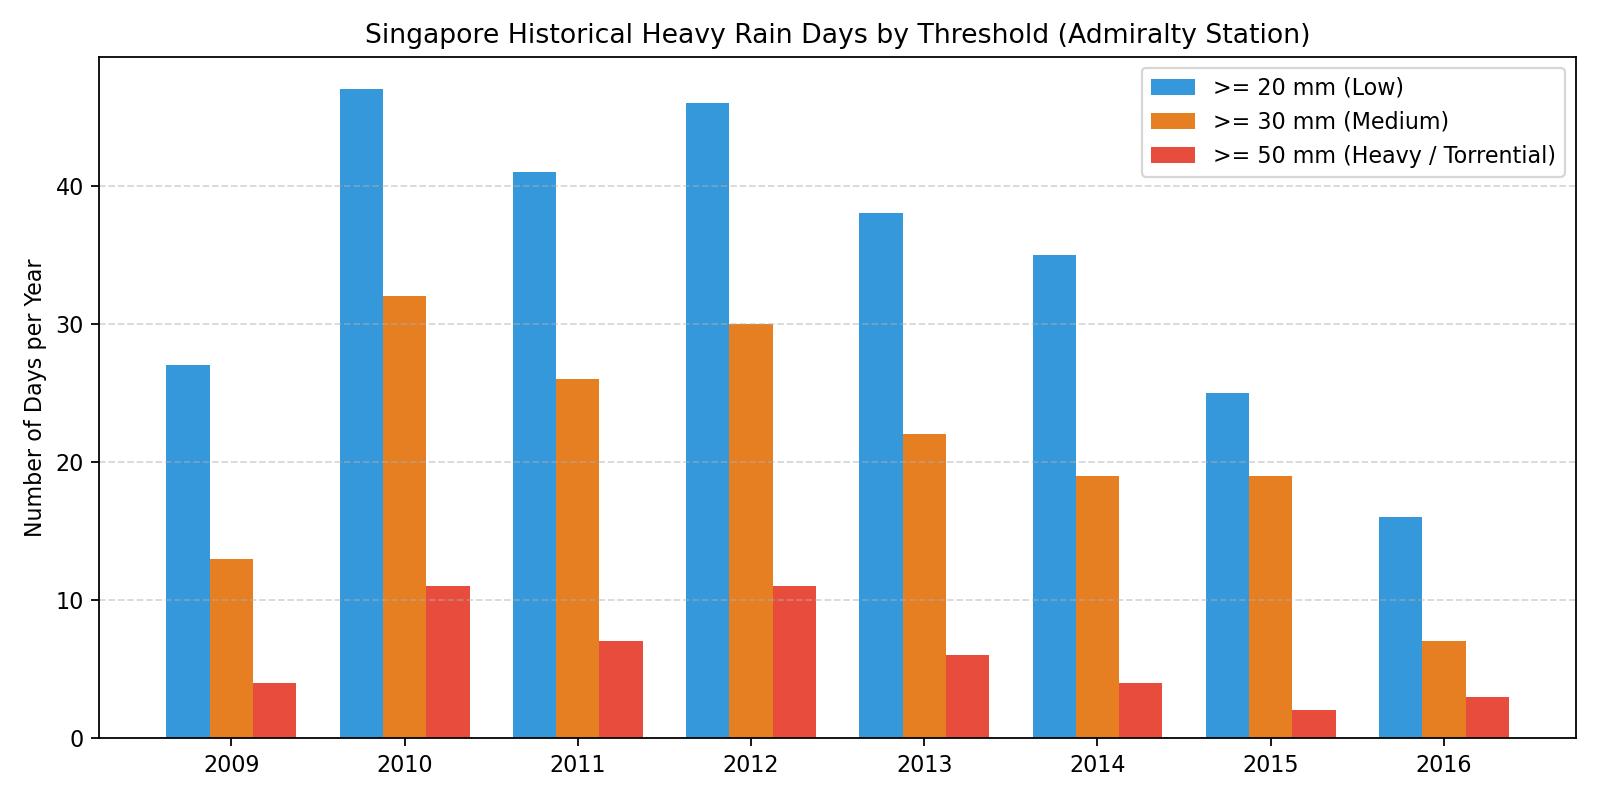 Singapore Historical Heavy Rain Days by Threshold (Admiralty Station)
>= 20 mm (Low)
>= 30 mm (Medium)
>= 50 mm (Heavy / Torrential)
Number of Days per Year
40
30
20
10
0
2009 2010 2011 2012 2013 2014 2015 2016